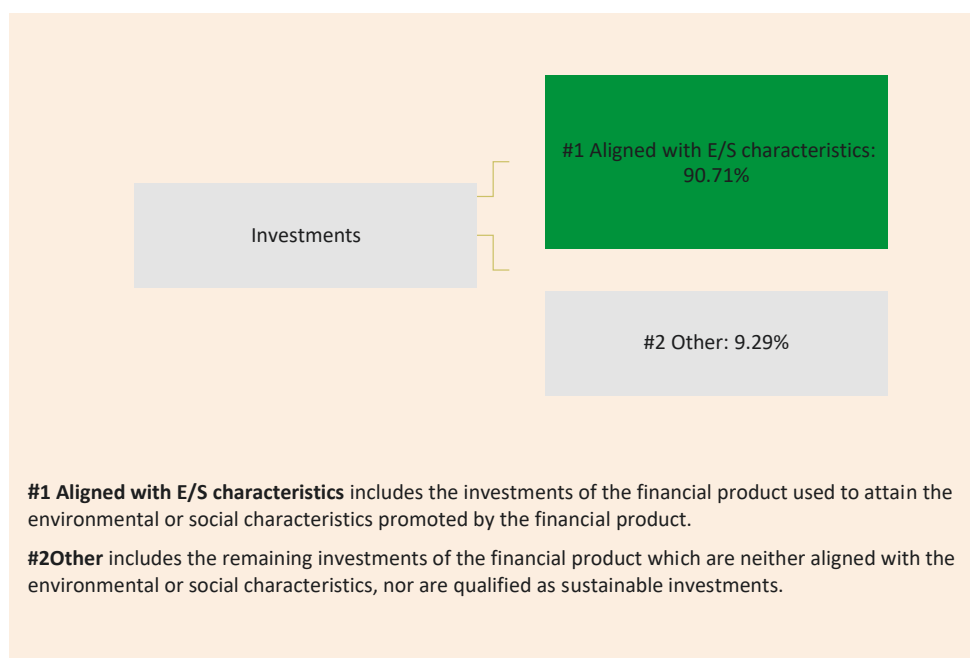 #1 Aligned with E/S characteristics:
90.71%
Investments
#2 Other: 9.29%
#1 Aligned with E/S characteristics includes the investments of the financial product used to attain the
environmental or social characteristics promoted by the financial product.
#2Other includes the remaining investments of the financial product which are neither aligned with the
environmental or social characteristics, nor are qualified as sustainable investments.